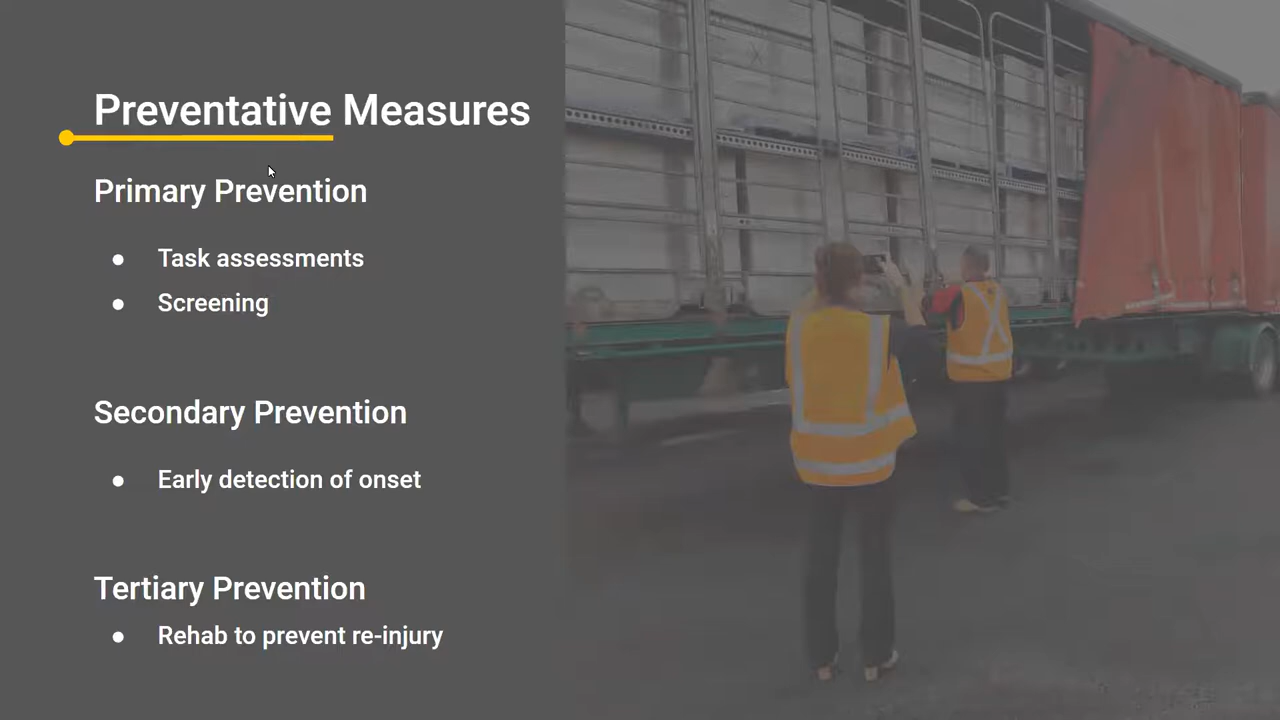 Preventative Measures
Primary Prevention
● Task assessments
● Screening
Secondary Prevention
● Early detection of onset
Tertiary Prevention
● Rehab to prevent re-injury